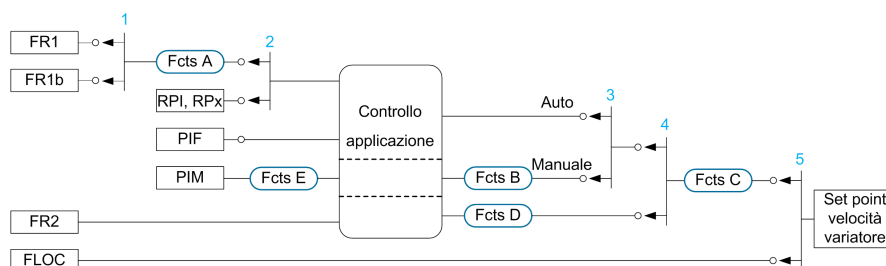 1
FR1
2
Fcts A
FR1b
RPI, RPx
Controllo
applicazione
Auto
3
4
PIF
Manuale
5
PIM
Fcts E
Fcts B
Fcts C
Fcts D
FR2
Set point
velocità
variatore
FLOC